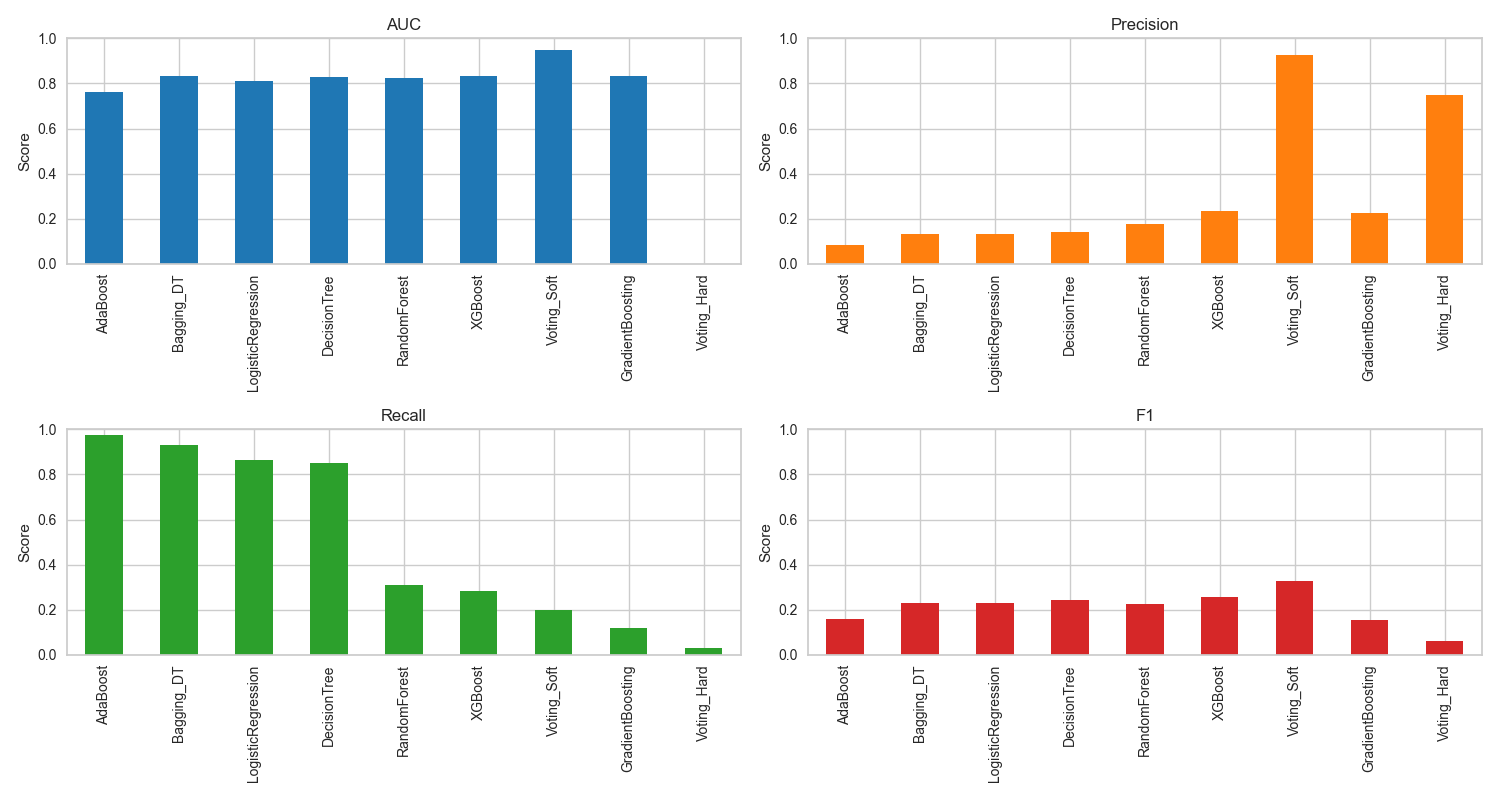 AUC
Score
1.0
0.8
0.6
0.4
0.2
0.0
AdaBoost
Bagging_DT
LogisticRegression
DecisionTree
RandomForest
XGBoost
Voting_Soft
GradientBoosting
Voting_Hard
Precision
Score
1.0
0.8
0.6
0.4
0.2
0.0
AdaBoost
Bagging_DT
LogisticRegression
DecisionTree
RandomForest
XGBoost
Voting_Soft
GradientBoosting
Voting_Hard
Recall
Score
1.0
0.8
0.6
0.4
0.2
0.0
AdaBoost
Bagging_DT
LogisticRegression
DecisionTree
RandomForest
XGBoost
Voting_Soft
GradientBoosting
Voting_Hard
F1
Score
1.0
0.8
0.6
0.4
0.2
0.0
AdaBoost
Bagging_DT
LogisticRegression
DecisionTree
RandomForest
XGBoost
Voting_Soft
GradientBoosting
Voting_Hard